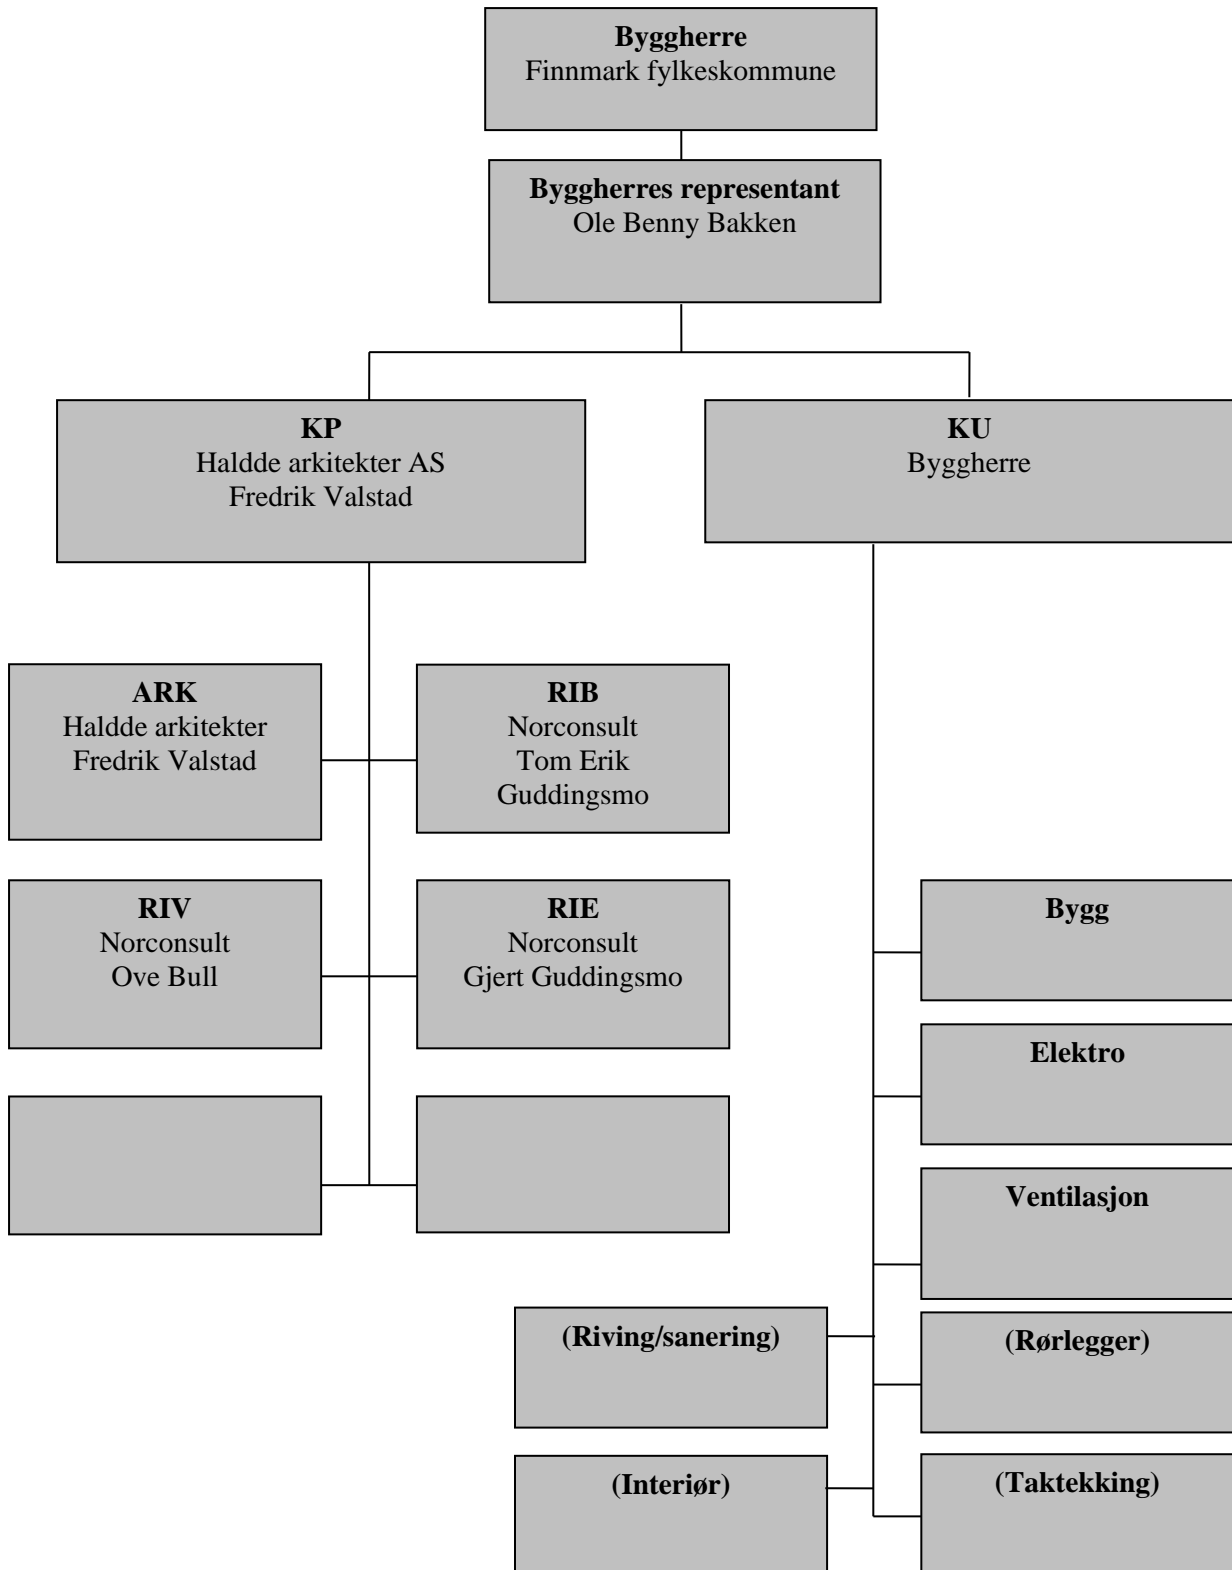 Byggherre
Finnmark fylkeskommune
Byggherres representant
Ole Benny Bakken
KP
Haldde arkitekter AS
Fredrik Valstad
KU
Byggherre
ARK
Haldde arkitekter
Fredrik Valstad
RIB
Norconsult
Tom Erik
Guddingsmo
RIV
Norconsult
Ove Bull
RIE
Norconsult
Gjert Guddingsmo
Bygg
Elektro
Ventilasjon
(Riving/sanering)
(Rørlegger)
(Interiør)
(Taktekking)